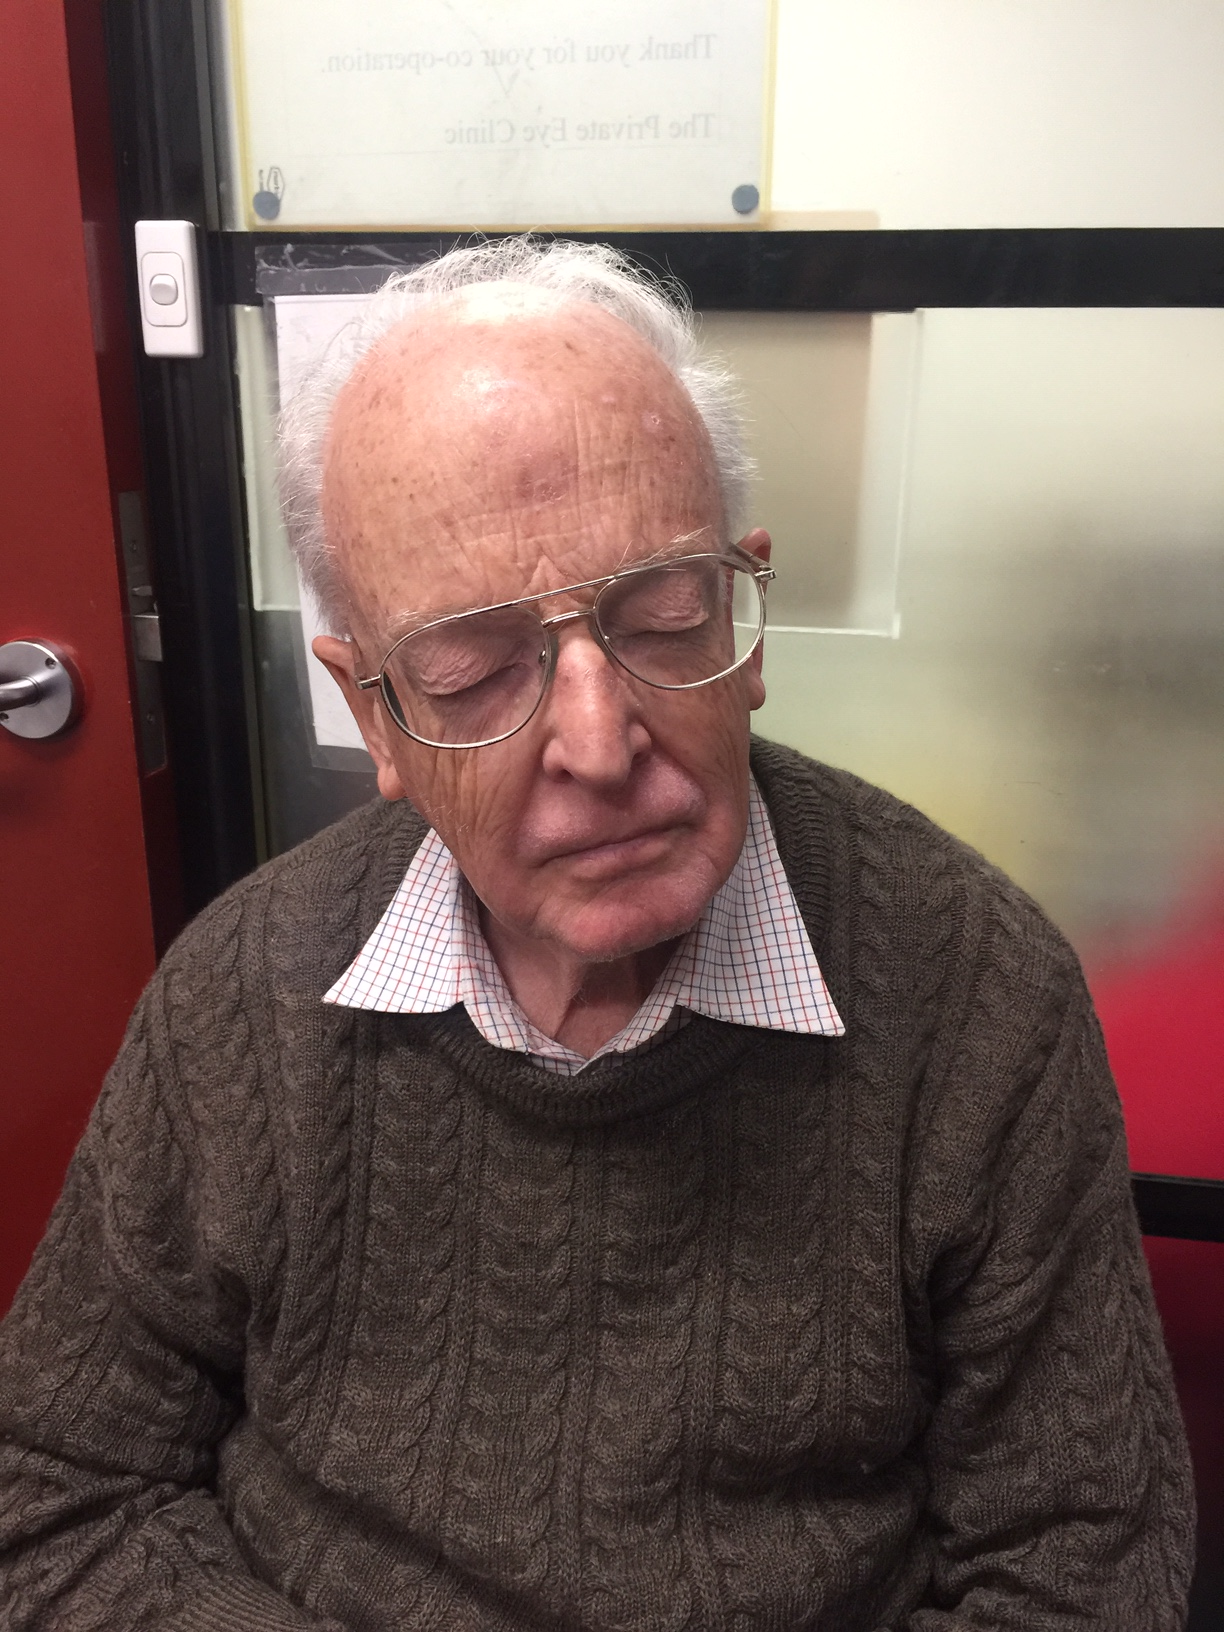 Thank you for your co-operation.
The Private Eye Clinic